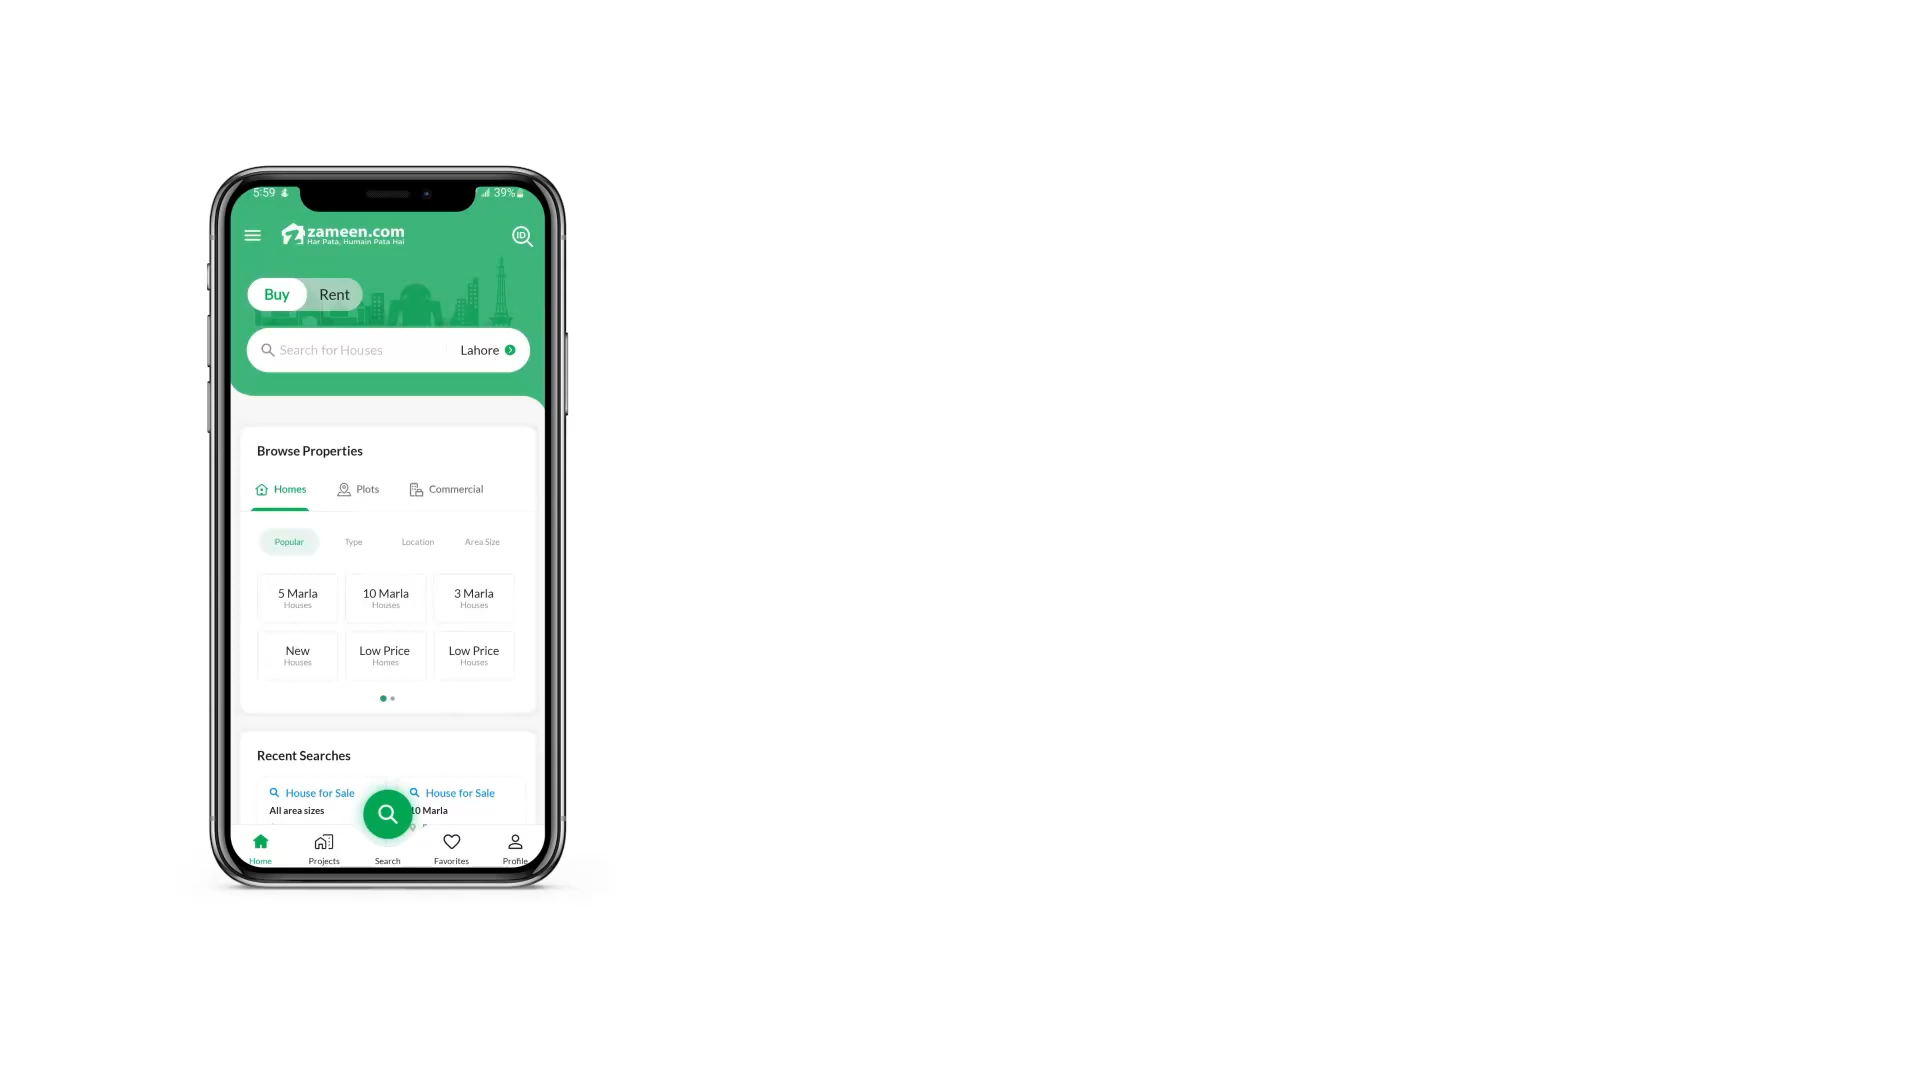 5:59
39%
zameen.com
Har Pata, Humain Pata Hai
ID
Buy Rent
Search for Houses Lahore
Browse Properties
Homes Plots Commercial
Popular Type Location Area Size
5 Marla 10 Marla 3 Marla
Houses Houses Houses
New Low Price Low Price
Houses Homes Houses
Recent Searches
House for Sale House for Sale
All area sizes 10 Marla
Home Projects Search Favorites Profile